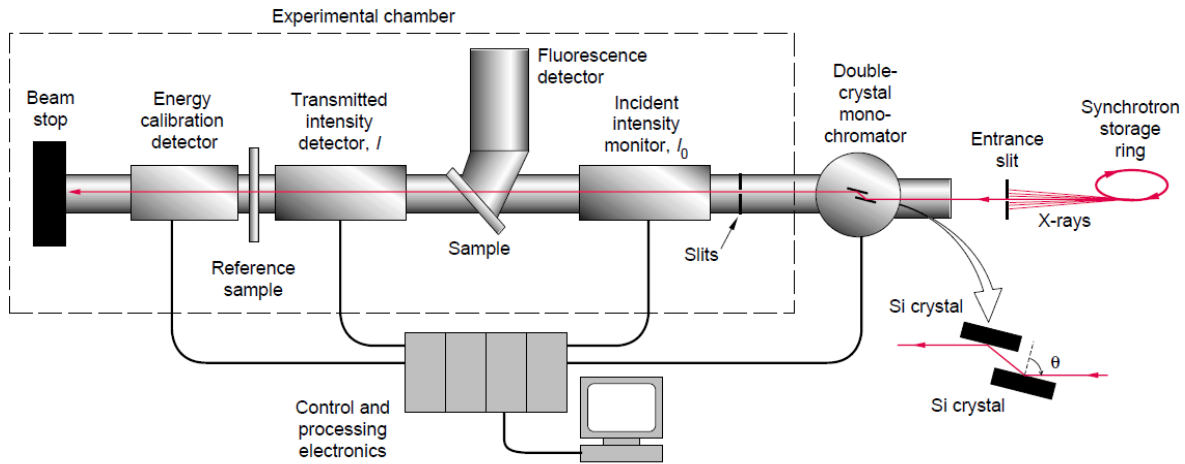 Experimental chamber
Beam
stop
Energy
calibration
detector
Transmitted
intensity
detector, I
Fluorescence
detector
Incident
intensity
monitor, I0
Double-
crystal
mono-
chromator
Entrance
slit
Synchrotron
storage
ring
X-rays
Reference
sample
Sample
Slits
Si crystal
θ
Si crystal
Control and
processing
electronics